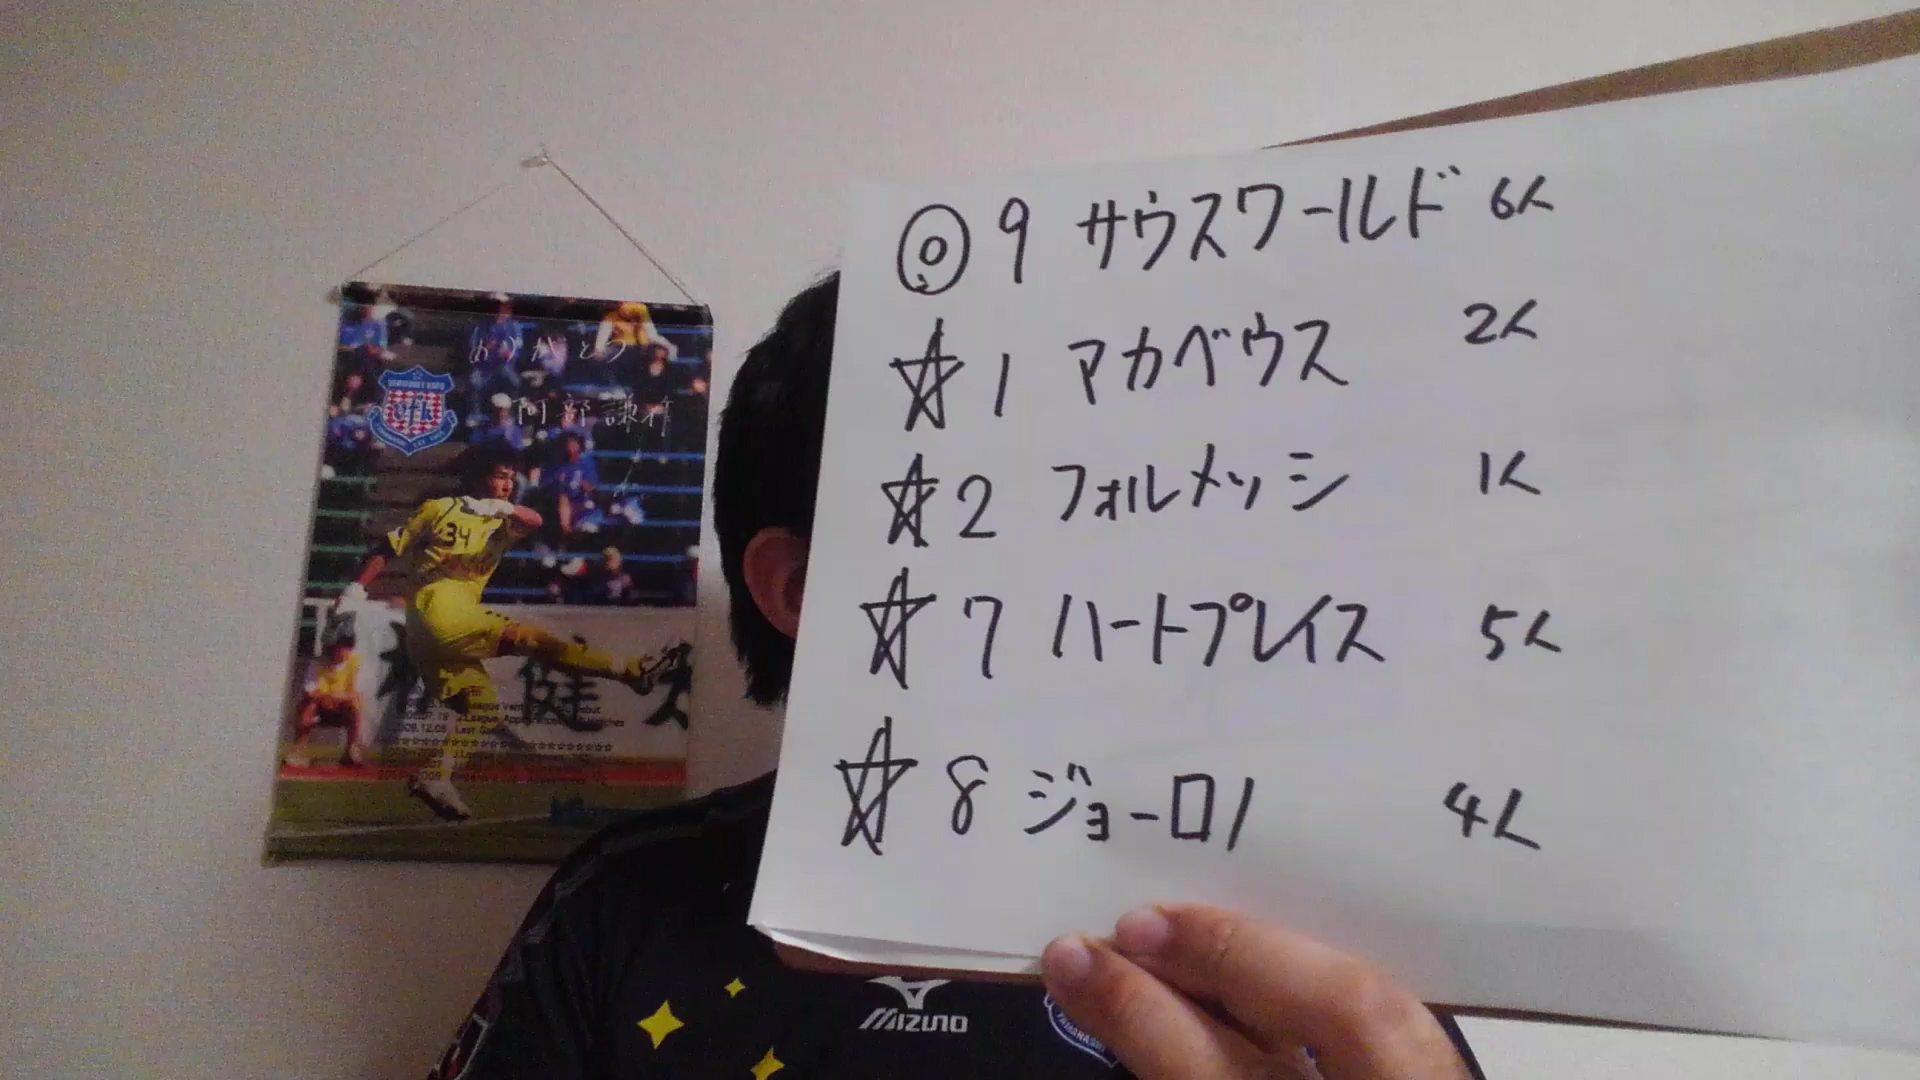 ◎ 9 サウスワールド 6人
☆ 1 アカベウス 2人
☆ 2 フォルメッシ 1人
☆ 7 ハートプレイス 5人
☆ 8 ジョーロノ 4人
ありがとう
阿部謙作
34
健太
MIZUNO